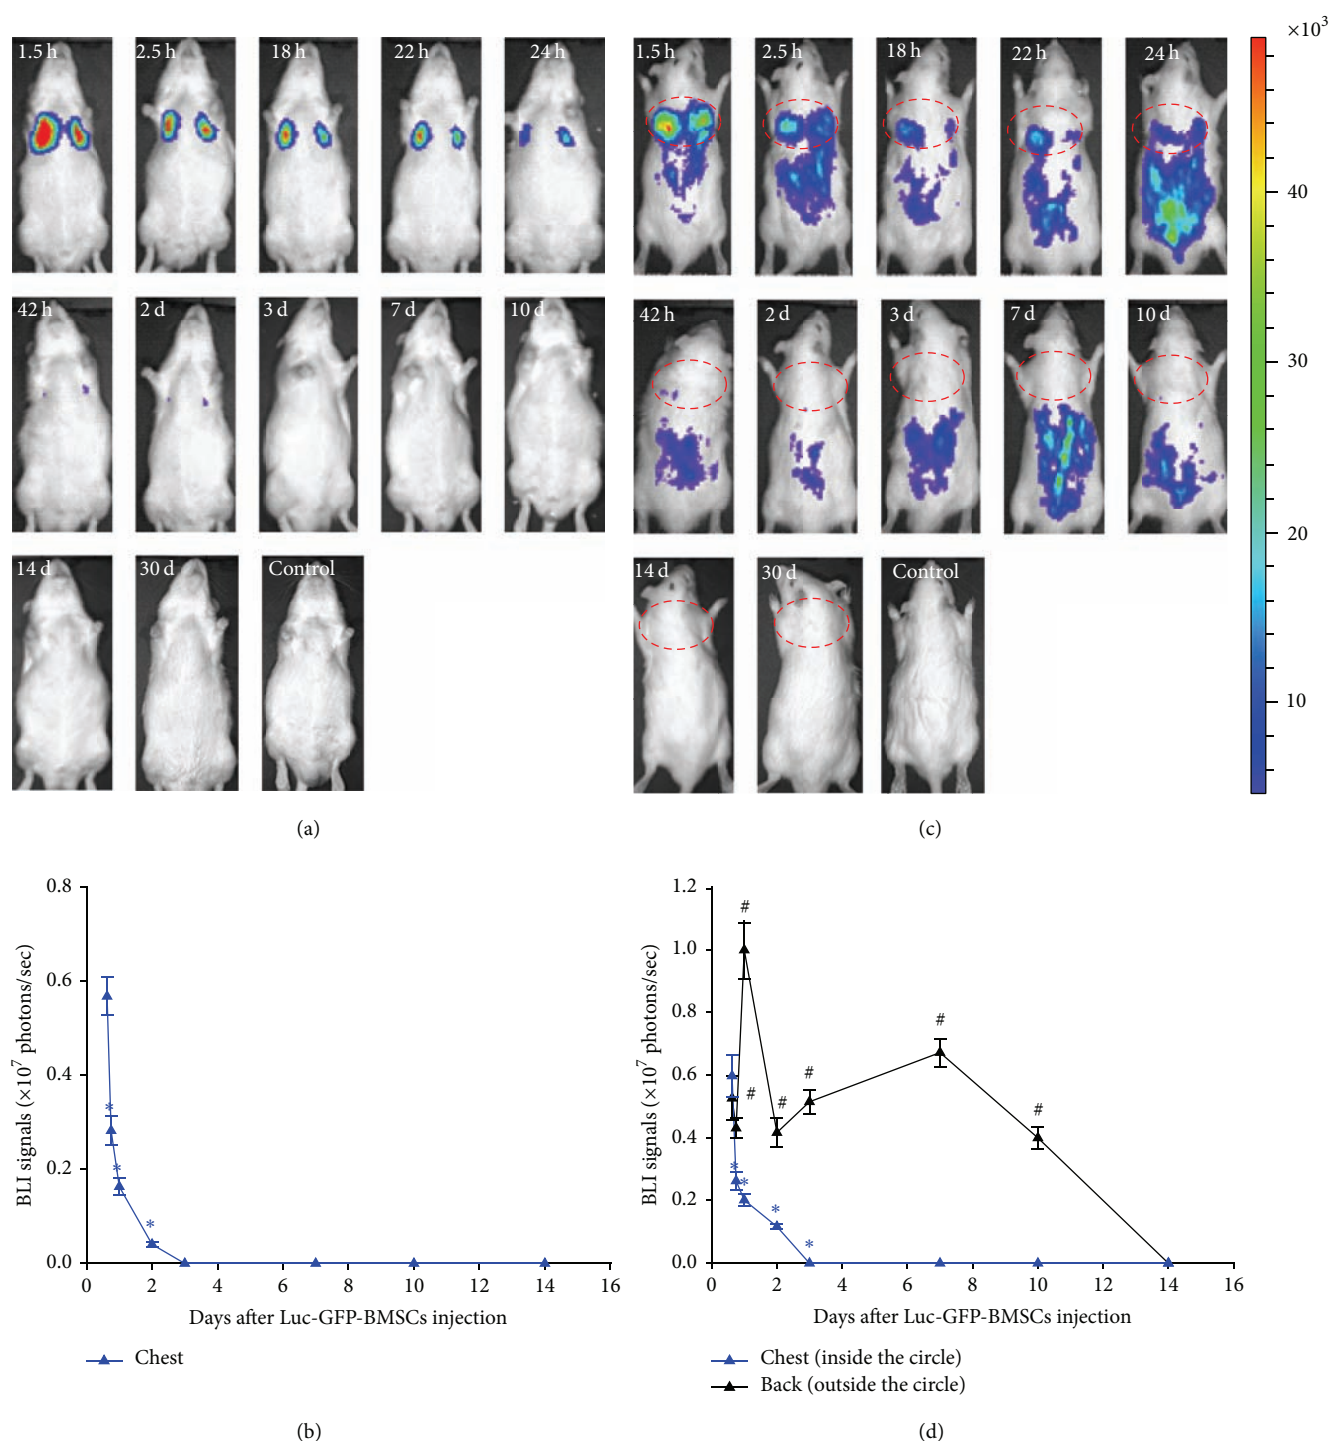 ×10³
1.5 h 2.5 h 18 h 22 h 24 h
1.5 h 2.5 h 18 h 22 h 24 h
42 h 2 d 3 d 7 d 10 d
42 h 2 d 3 d 7 d 10 d
14 d 30 d Control
14 d 30 d Control
40
30
20
10
(a)
(c)
BLI signals (×10⁷ photons/sec)
0.8
0.6
0.4
0.2
0.0
*
*
*
0 2 4 6 8 10 12 14 16
Days after Luc-GFP-BMSCs injection
Chest
(b)
BLI signals (×10⁷ photons/sec)
1.2
1.0
0.8
0.6
0.4
0.2
0.0
#
#
#
#
#
#
*
*
*
*
0 2 4 6 8 10 12 14 16
Days after Luc-GFP-BMSCs injection
Chest (inside the circle)
Back (outside the circle)
(d)